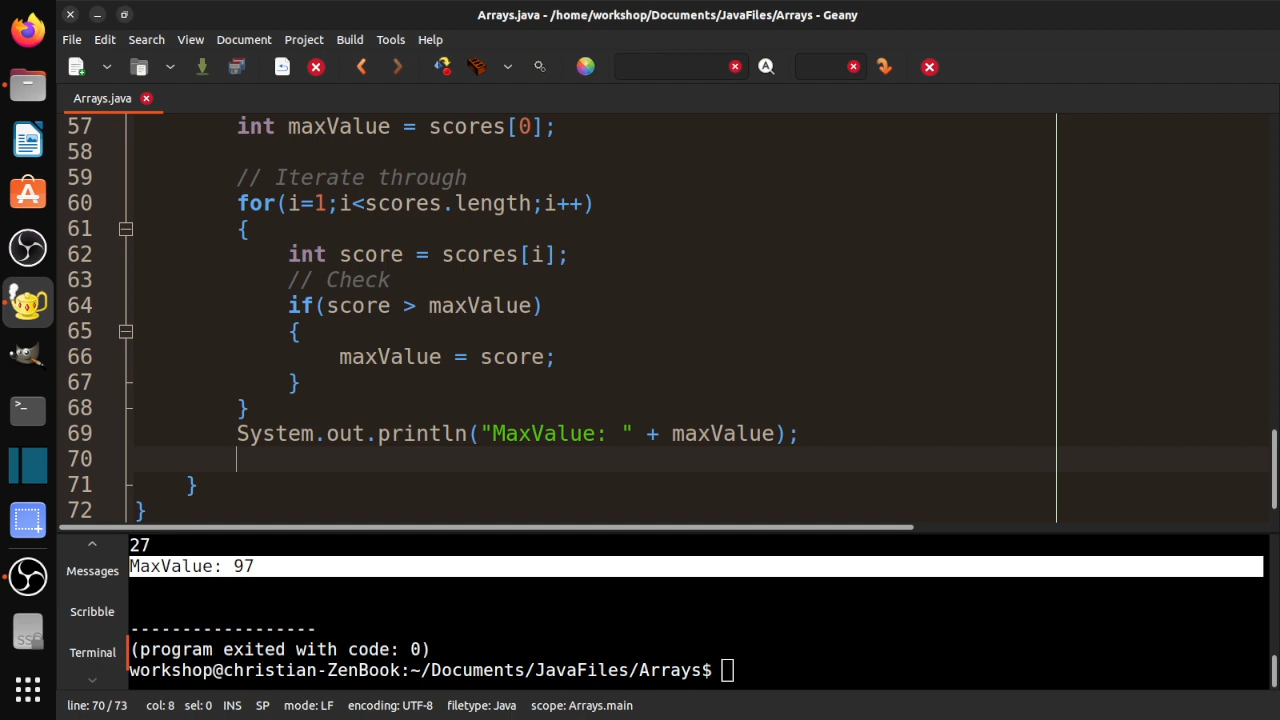 Arrays.java - /home/workshop/Documents/JavaFiles/Arrays - Geany
File Edit Search View Document Project Build Tools Help
Arrays.java
57 int maxValue = scores[0];
58
59 // Iterate through
60 for(i=1;i<scores.length;i++)
61 {
62 int score = scores[i];
63 // Check
64 if(score > maxValue)
65 {
66 maxValue = score;
67 }
68 }
69 System.out.println("MaxValue: " + maxValue);
70
71 }
72 }
27
Messages
MaxValue: 97
Scribble
-----------------
Terminal
(program exited with code: 0)
workshop@christian-ZenBook:~/Documents/JavaFiles/Arrays$
line: 70 / 73 col: 8 sel: 0 INS SP mode: LF encoding: UTF-8 filetype: Java scope: Arrays.main